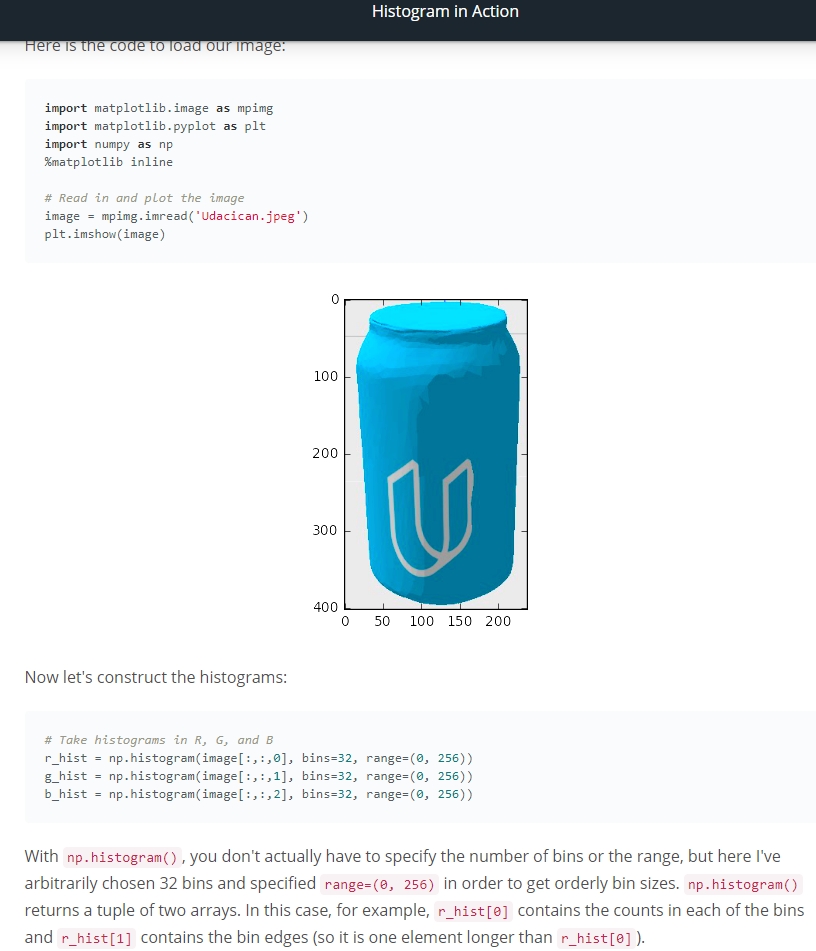 Histogram in Action
Here is the code to load our image:
import matplotlib.image as mpimg
import matplotlib.pyplot as plt
import numpy as np
%matplotlib inline
# Read in and plot the image
image = mpimg.imread('Udacican.jpeg')
plt.imshow(image)
0
100
200
300
400
0 50 100 150 200
U
Now let's construct the histograms:
# Take histograms in R, G, and B
r_hist = np.histogram(image[:,:,0], bins=32, range=(0, 256))
g_hist = np.histogram(image[:,:,1], bins=32, range=(0, 256))
b_hist = np.histogram(image[:,:,2], bins=32, range=(0, 256))
With np.histogram() , you don't actually have to specify the number of bins or the range, but here I've
arbitrarily chosen 32 bins and specified range=(0, 256) in order to get orderly bin sizes. np.histogram()
returns a tuple of two arrays. In this case, for example, r_hist[0] contains the counts in each of the bins
and r_hist[1] contains the bin edges (so it is one element longer than r_hist[0] ).